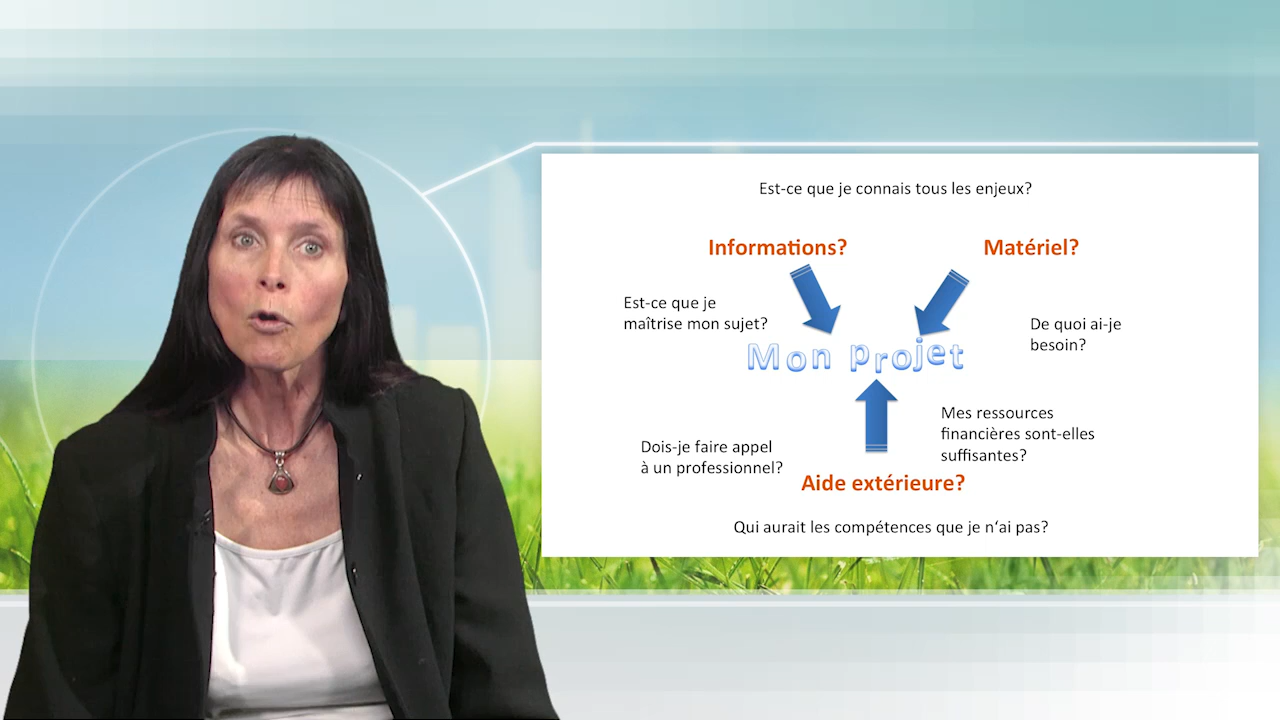 Est-ce que je connais tous les enjeux?
Informations?
Matériel?
Est-ce que je
maîtrise mon sujet?
De quoi ai-je
besoin?
Mon projet
Mes ressources
financières sont-elles
suffisantes?
Dois-je faire appel
à un professionnel?
Aide extérieure?
Qui aurait les compétences que je n‘ai pas?